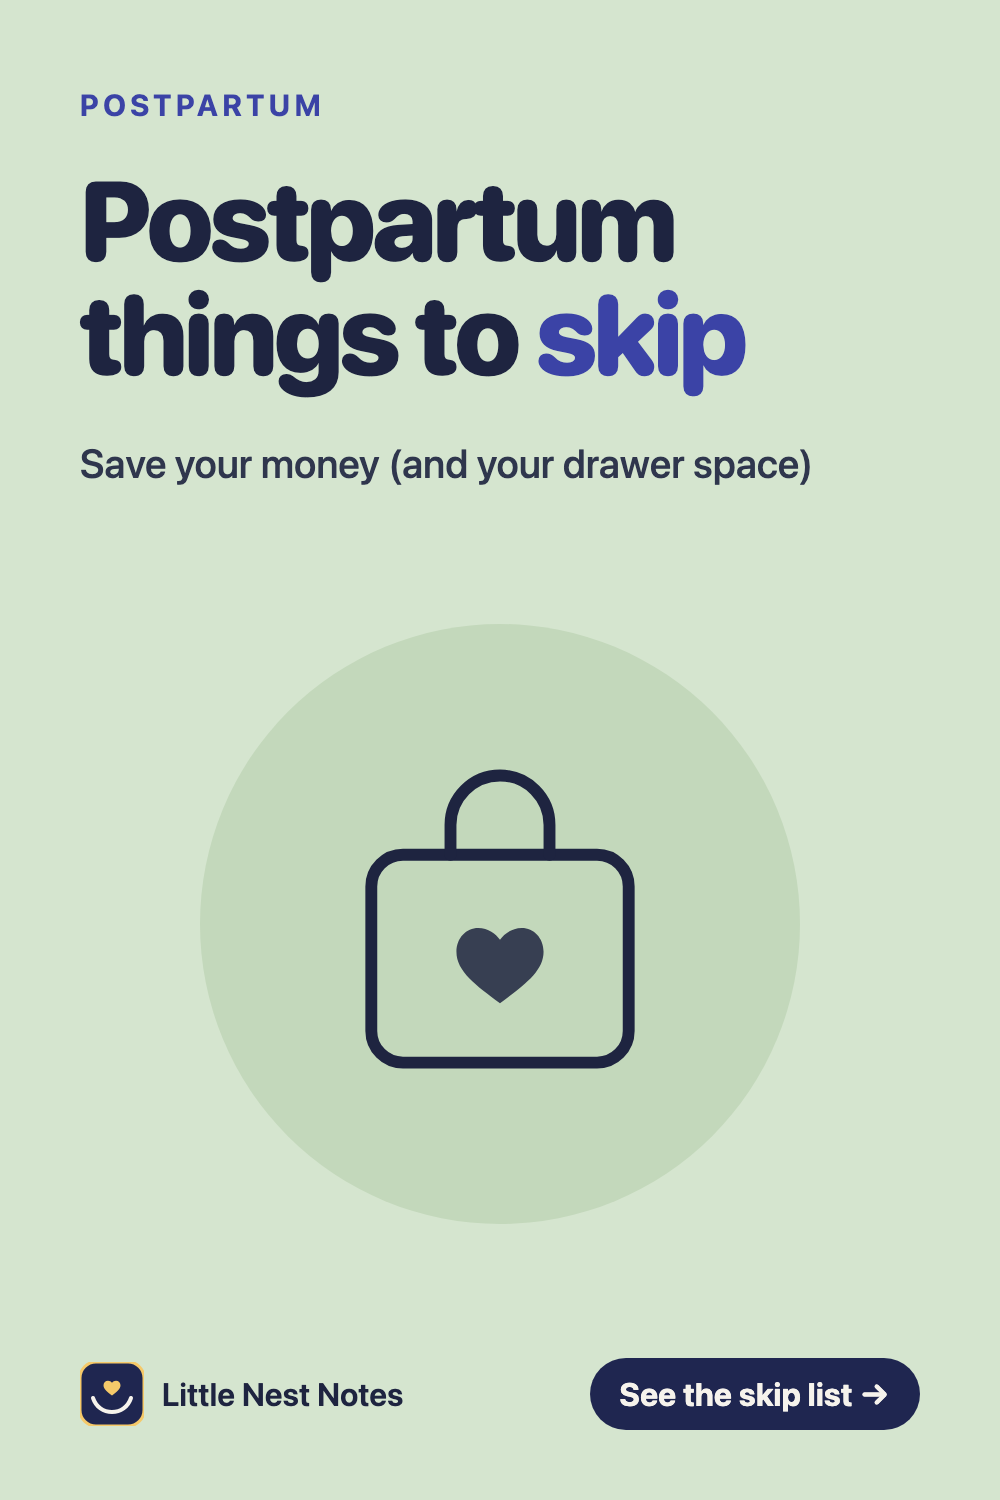 POSTPARTUM
Postpartum
things to skip
Save your money (and your drawer space)
Little Nest Notes
See the skip list →